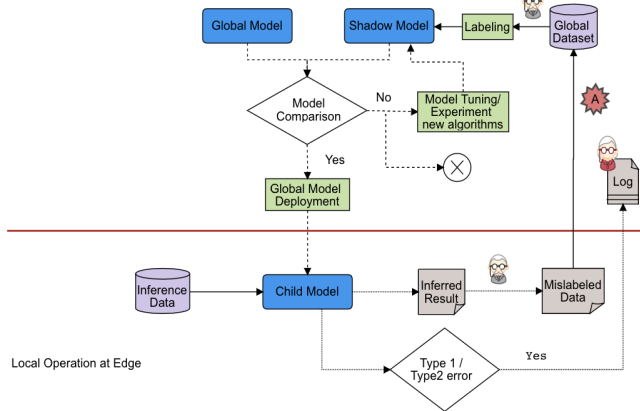 Global Model
Shadow Model
Labeling
Global
Dataset
Model
Comparison
No
Model Tuning/
Experiment
new algorithms
A
Yes
Log
Global Model
Deployment
Inference
Data
Child Model
Inferred
Result
Mislabeled
Data
Local Operation at Edge
Type 1 /
Type2 error
Yes